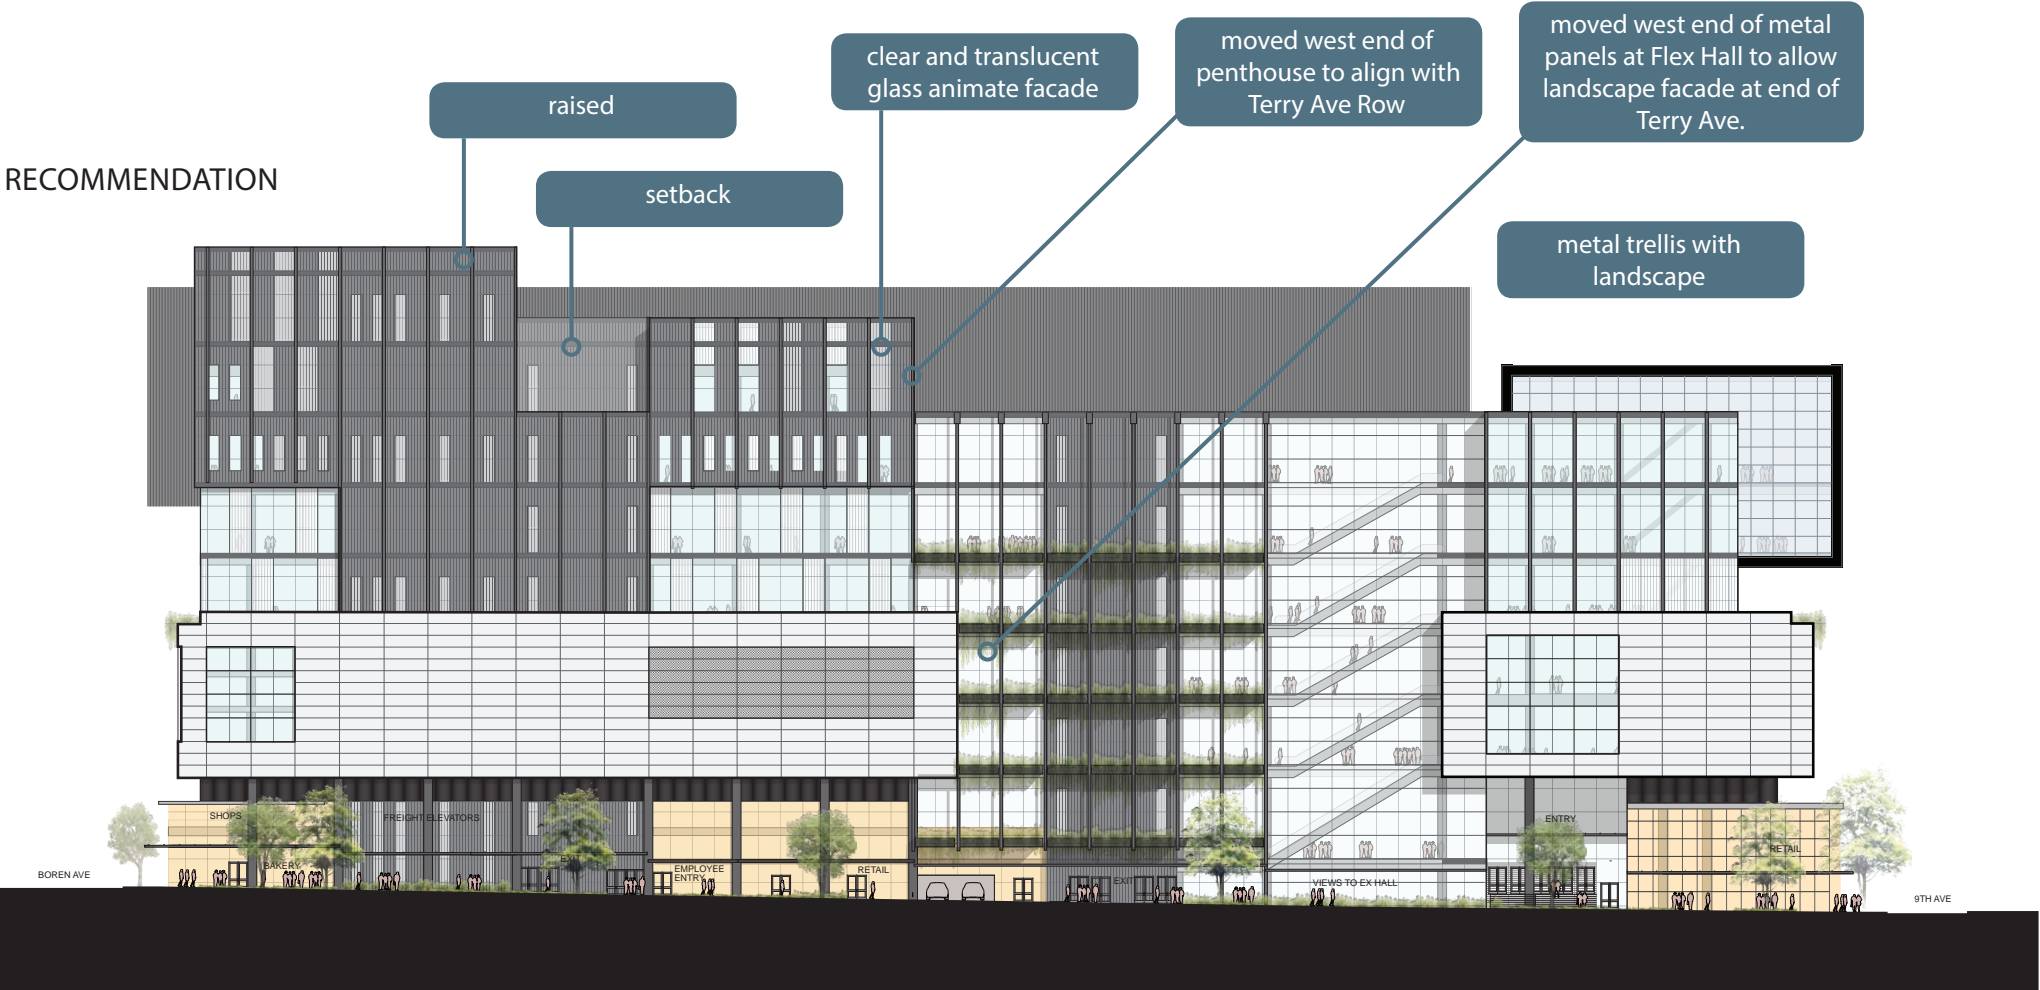 moved west end of metal
panels at Flex Hall to allow
landscape facade at end of
Terry Ave.
moved west end of
penthouse to align with
Terry Ave Row
clear and translucent
glass animate facade
raised
RECOMMENDATION
setback
metal trellis with
landscape
SHOPS
FREIGHT ELEVATORS
ENTRY
RETAIL
BAKERY
EXIT
EMPLOYEE
ENTRY
RETAIL
EXIT
VIEWS TO EX HALL
BOREN AVE
9TH AVE